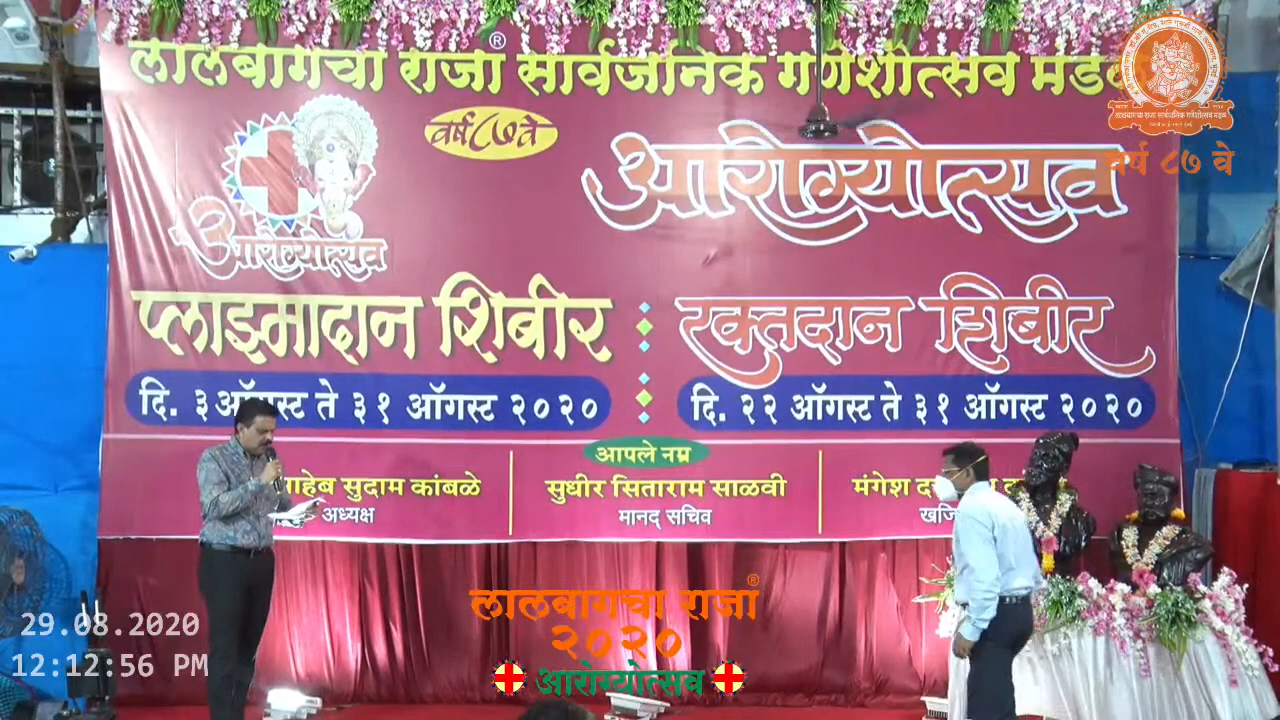 लालबागचा राजा® सार्वजनिक गणेशोत्सव मंडळ
वर्ष ८७ वे
वर्ष ८७ वे
आरोग्योत्सव
आरोग्योत्सव
प्लाझ्मादान शिबीर
रक्तदान शिबीर
दि. ३ ऑगस्ट ते ३१ ऑगस्ट २०२०
दि. २२ ऑगस्ट ते ३१ ऑगस्ट २०२०
आपले नम्र
सुदाम कांबळे
सुधीर सिताराम साळवी
मंगेश
अध्यक्ष
मानद् सचिव
लालबागचा राजा®
२०२०
आरोग्योत्सव
29.08.2020
12:12:56 PM